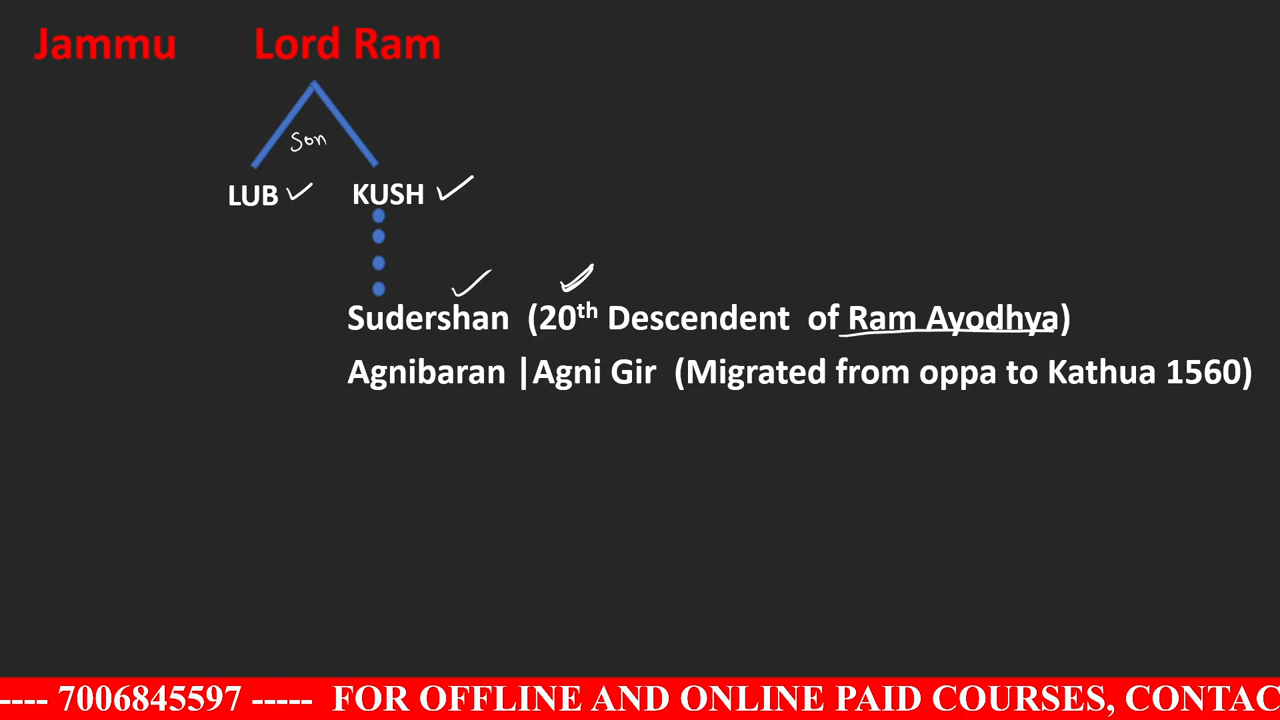 Jammu Lord Ram
Son
LUB KUSH
Sudershan (20th Descendent of Ram Ayodhya)
Agnibaran |Agni Gir (Migrated from oppa to Kathua 1560)
---- 7006845597 ----- FOR OFFLINE AND ONLINE PAID COURSES, CONTAC